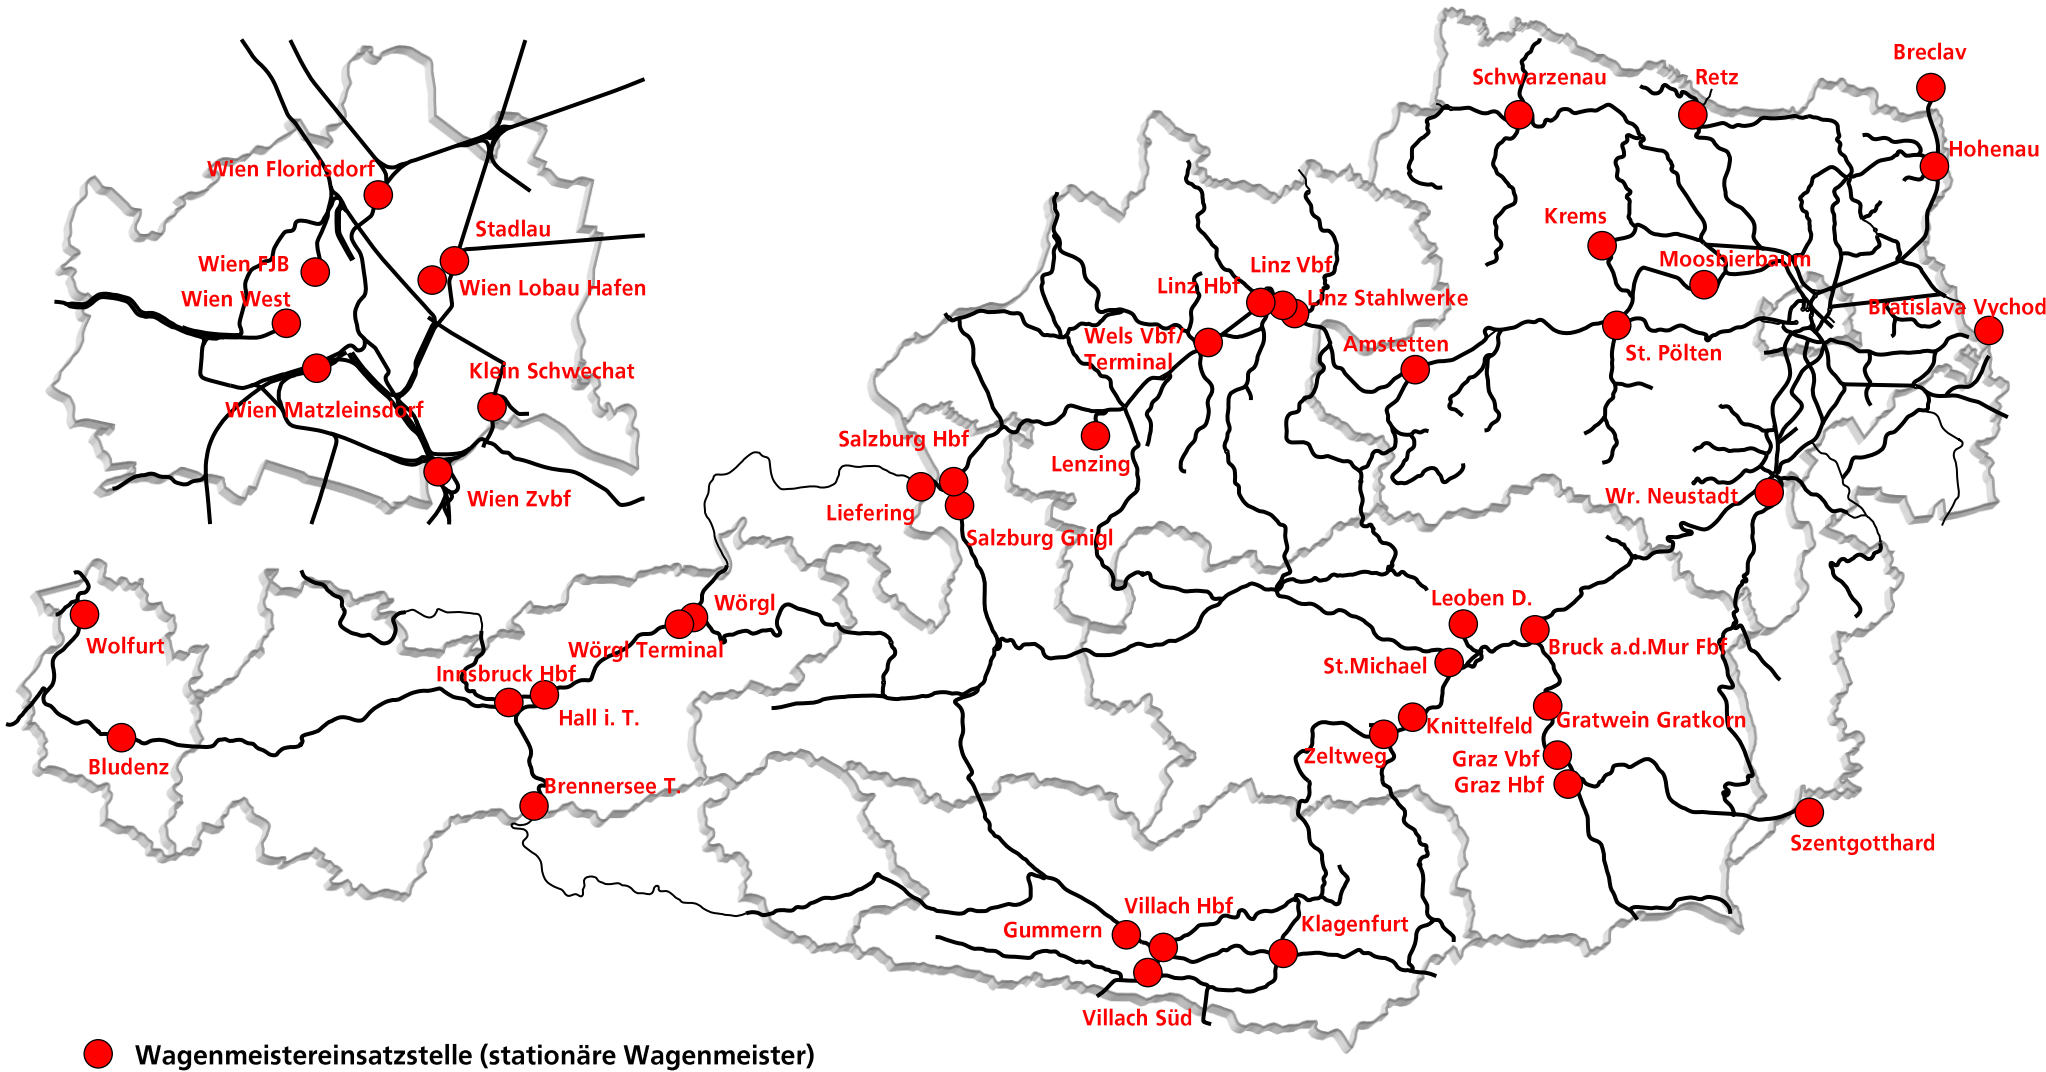 Breclav
Schwarzenau
Retz
Hohenau
Wien Floridsdorf
Stadlau
Krems
Moosbierbaum
Wien FJB
Linz Vbf
Linz Hbf
Wien Lobau Hafen
Wien West
Linz Stahlwerke
Bratislava Vychod
Wels Vbf/
Terminal
Amstetten
St. Pölten
Klein Schwechat
Wien Matzleinsdorf
Salzburg Hbf
Lenzing
Wien Zvbf
Wr. Neustadt
Liefering
Salzburg Gnigl
Wörgl
Leoben D.
Wolfurt
Wörgl Terminal
Bruck a.d.Mur Fbf
St.Michael
Innsbruck Hbf
Hall i. T.
Gratwein Gratkorn
Knittelfeld
Zeltweg
Graz Vbf
Graz Hbf
Bludenz
Brennersee T.
Szentgotthard
Villach Hbf
Gummern
Klagenfurt
Villach Süd
Wagenmeistereinsatzstelle (stationäre Wagenmeister)